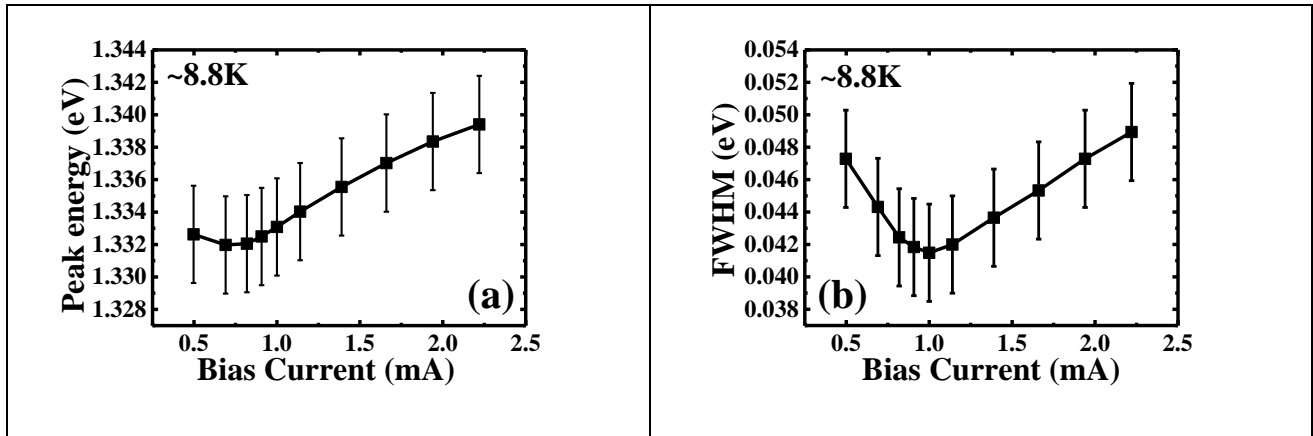 1.344
1.342
1.340
1.338
1.336
1.334
1.332
1.330
1.328
Peak energy (eV)
~8.8K
(a)
0.5 1.0 1.5 2.0 2.5
Bias Current (mA)
0.054
0.052
0.050
0.048
0.046
0.044
0.042
0.040
0.038
FWHM (eV)
~8.8K
(b)
0.5 1.0 1.5 2.0 2.5
Bias Current (mA)